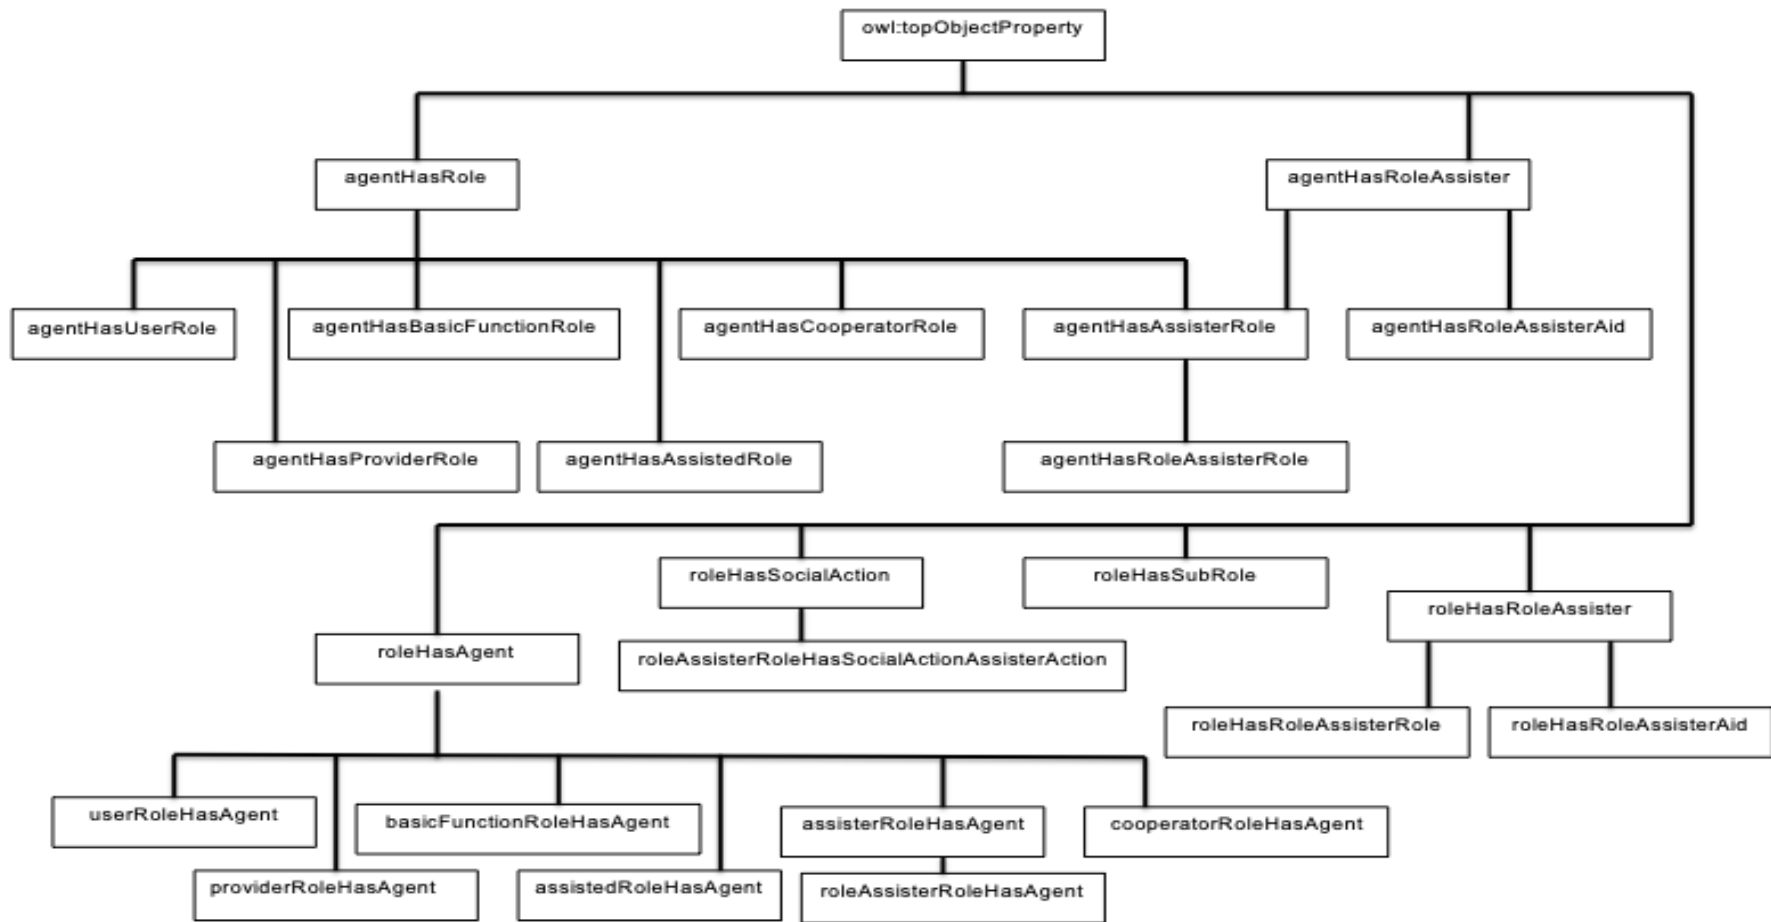 owl:topObjectProperty
agentHasRole
agentHasRoleAssister
agentHasUserRole
agentHasBasicFunctionRole
agentHasCooperatorRole
agentHasAssisterRole
agentHasRoleAssisterAid
agentHasProviderRole
agentHasAssistedRole
agentHasRoleAssisterRole
roleHasSocialAction
roleHasSubRole
roleHasRoleAssister
roleHasAgent
roleAssisterRoleHasSocialActionAssisterAction
roleHasRoleAssisterRole
roleHasRoleAssisterAid
userRoleHasAgent
basicFunctionRoleHasAgent
assisterRoleHasAgent
cooperatorRoleHasAgent
providerRoleHasAgent
assistedRoleHasAgent
roleAssisterRoleHasAgent